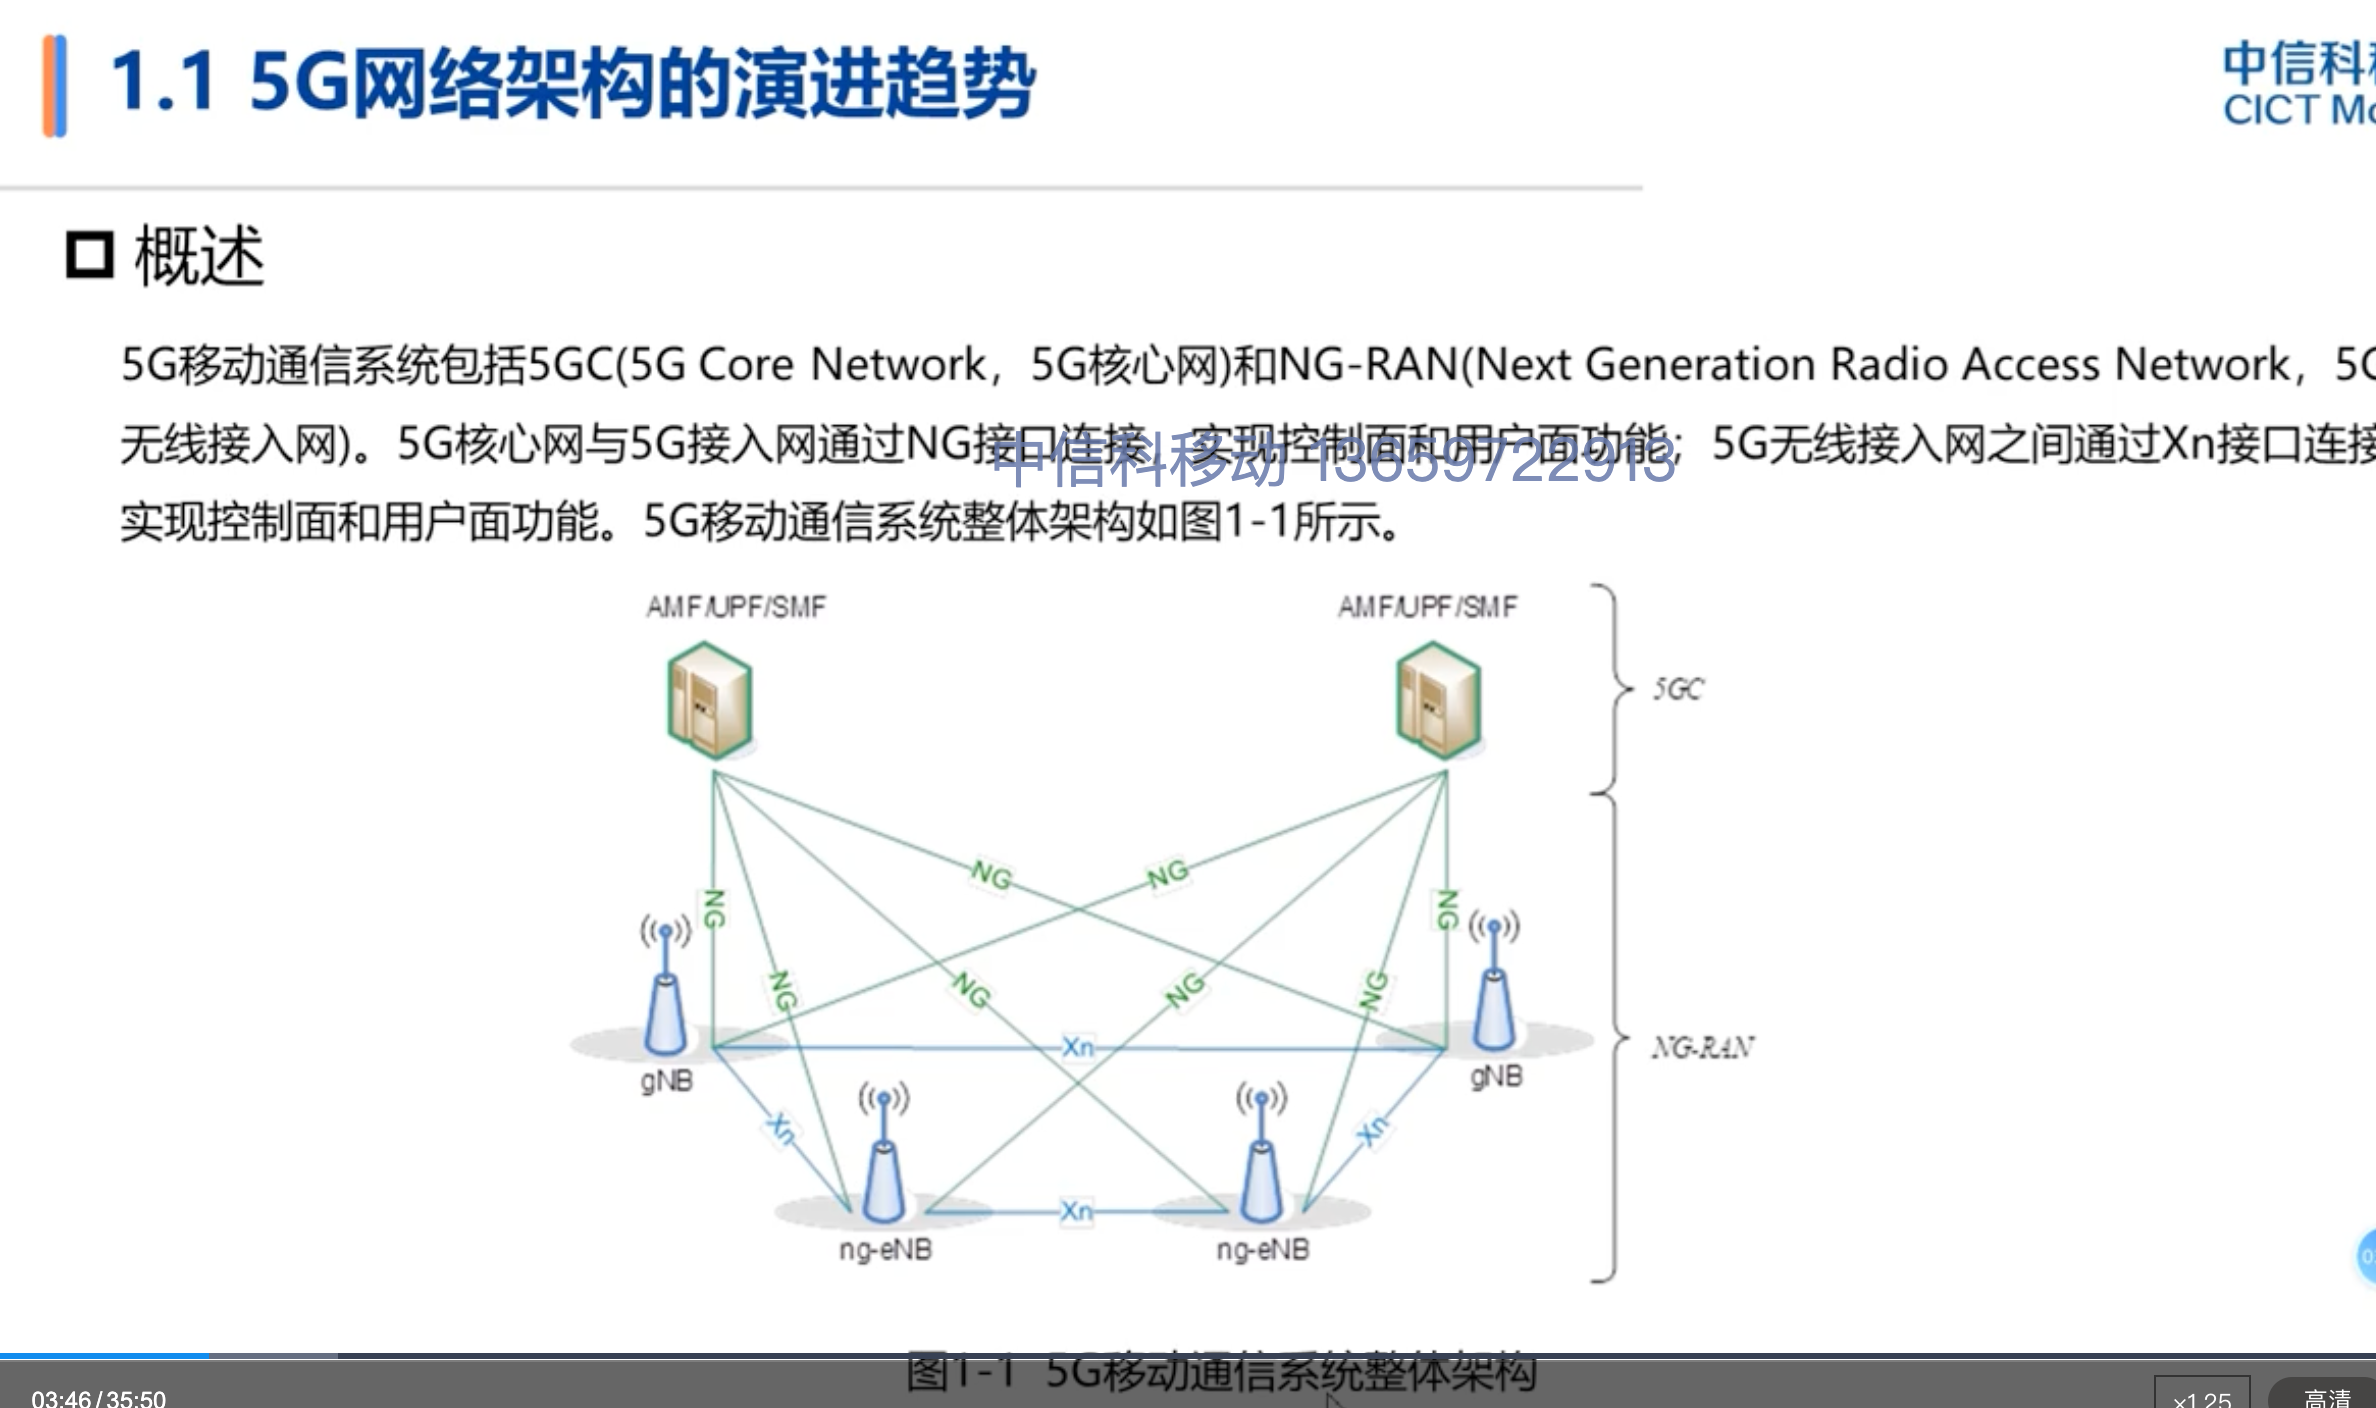 1.1 5G网络架构的演进趋势
中信科
CICT Mo
概述
5G移动通信系统包括5GC(5G Core Network，5G核心网)和NG-RAN(Next Generation Radio Access Network，5G
无线接入网)。5G核心网与5G接入网通过NG接口连接，实现控制面和用户面功能；5G无线接入网之间通过Xn接口连接
中信科移动 13659722913
实现控制面和用户面功能。5G移动通信系统整体架构如图1-1所示。
AMF/UPF/SMF
AMF/UPF/SMF
5GC
NG
NG
NG
NG
NG
NG
NG
NG
Xn
NG-RAN
gNB
gNB
Xn
Xn
Xn
ng-eNB
ng-eNB
图1-1 5G移动通信系统整体架构
03:46/35:50
×1.25
高清